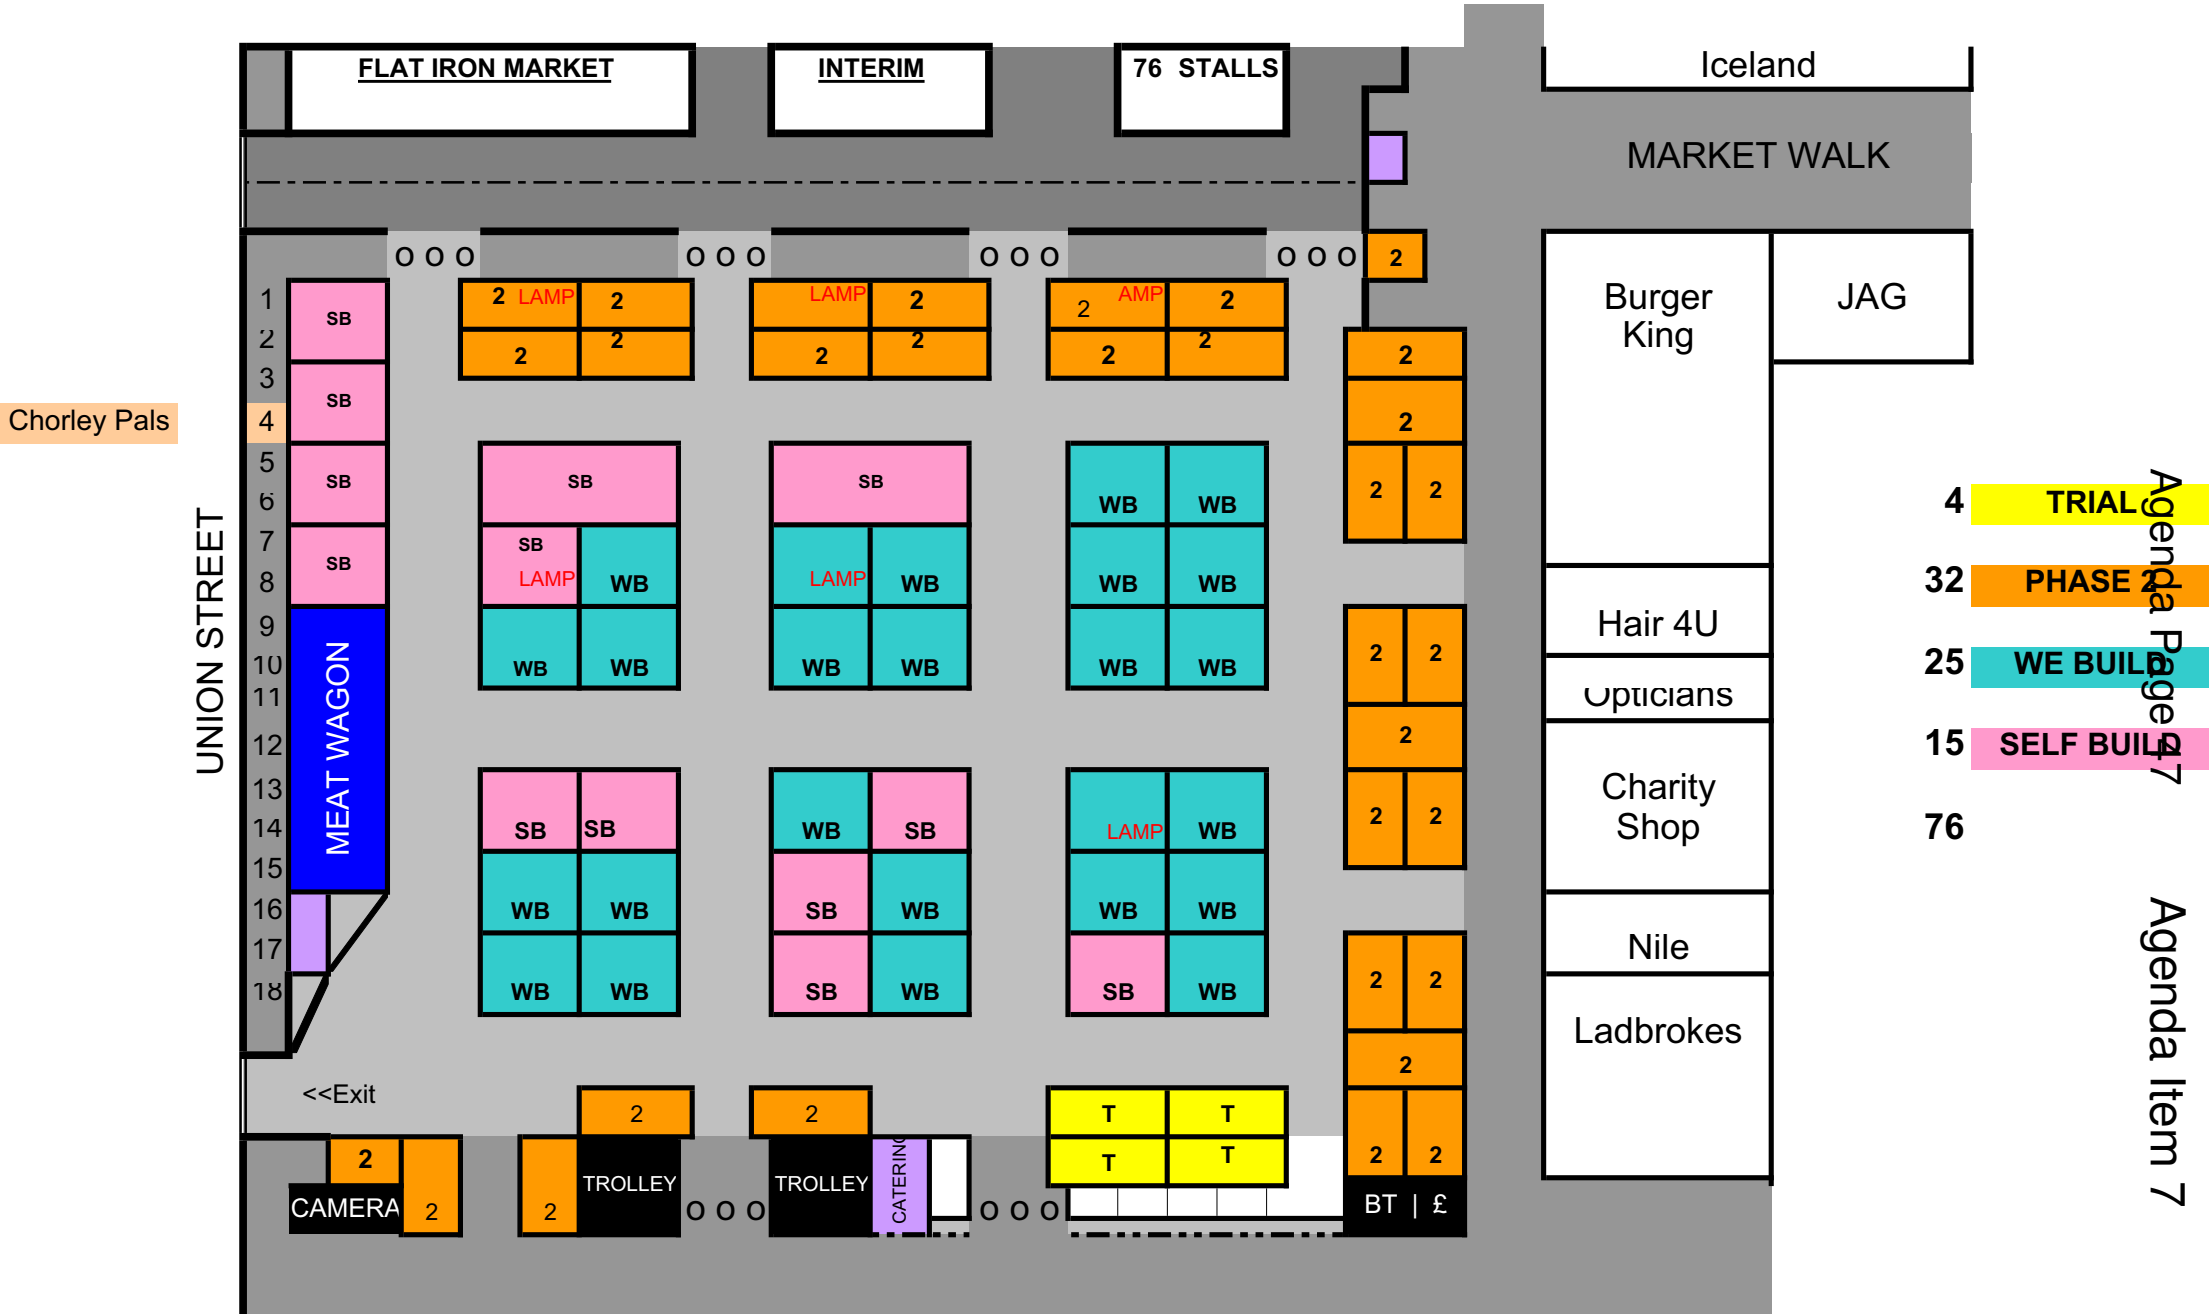 FLAT IRON MARKET INTERIM 76 STALLS Iceland
MARKET WALK
O O O O O O O O O O O O 2
1 SB 2 LAMP 2 LAMP 2 2 AMP 2 Burger JAG
2 2 2 2 2 2 2 2 King
3 SB
Chorley Pals 4 2
5 SB SB SB WB WB 2 2
6 4 TRIAL
7 SB SB
8 LAMP WB LAMP WB WB WB 32 PHASE 2
9 MEAT WAGON Hair 4U
10 WB WB WB WB WB WB 2 2 25 WE BUILD
11 Opticians
12 2 15 SELF BUILD
13 Charity
14 SB SB WB SB LAMP WB 2 2 Shop 76
15
16 WB WB SB WB WB WB
17 Nile
18 WB WB SB WB SB WB 2 2
Ladbrokes
2
<<Exit 2 2 T T
2 T T 2 2
CAMERA 2 2 TROLLEY O O O TROLLEY CATERING O O O BT | £
UNION STREET
Agenda Page 47
Agenda Item 7